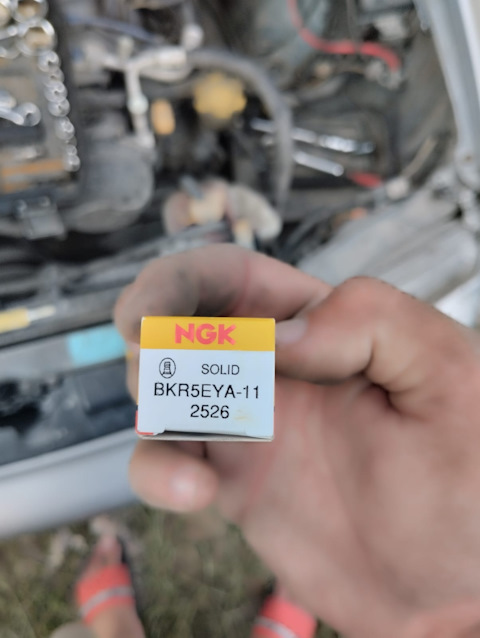 NGK
SOLID
BKR5EYA-11
2526